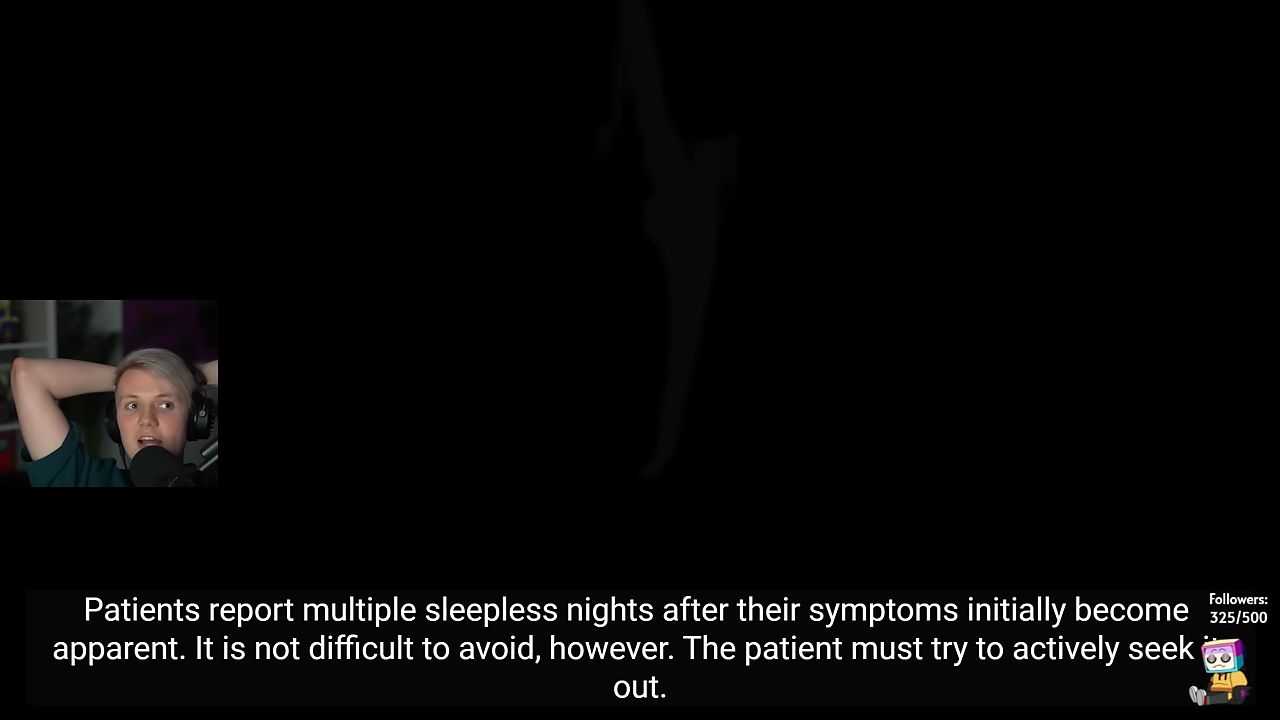 Patients report multiple sleepless nights after their symptoms initially become
apparent. It is not difficult to avoid, however. The patient must try to actively seek it
out.
Followers:
325/500